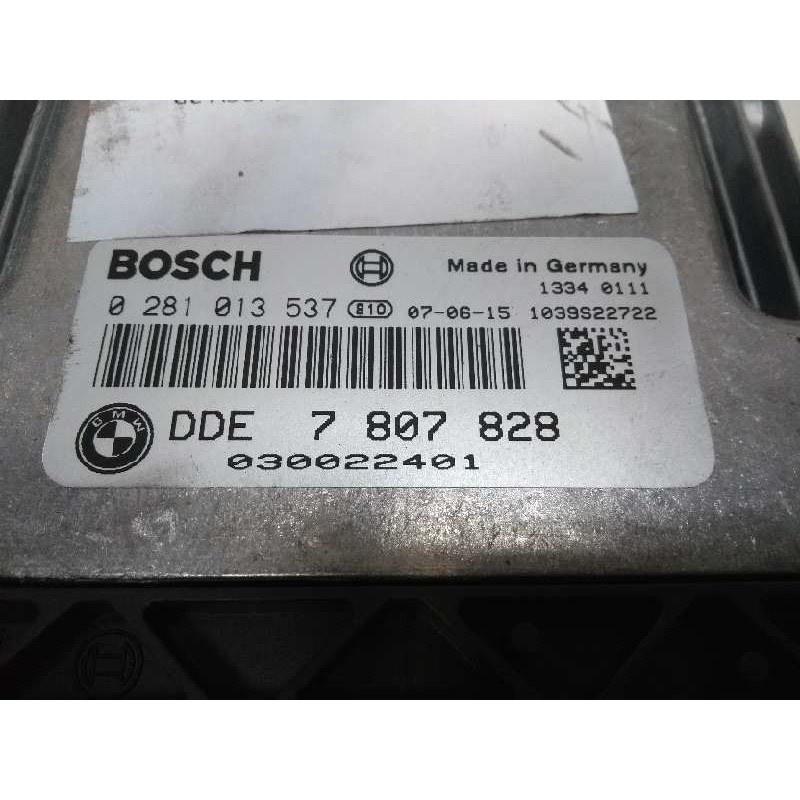 BOSCH
Made in Germany
1334 0111
0 281 013 537 810 07-06-15 1039S22722
BMW
DDE 7 807 828
030022401